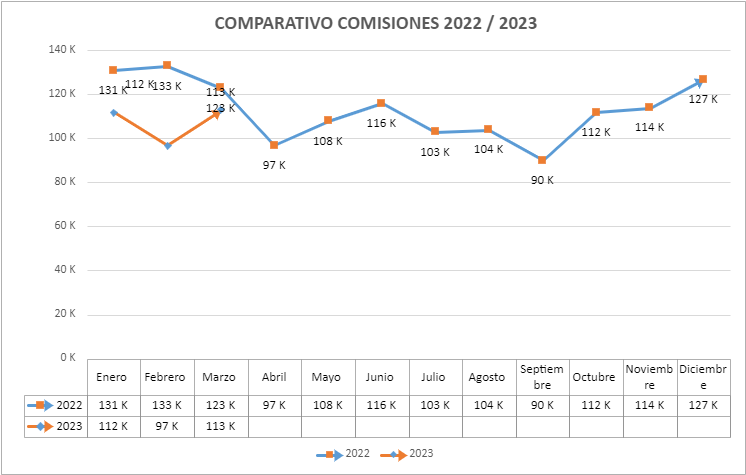 COMPARATIVO COMISIONES 2022 / 2023
140 K
120 K
100 K
80 K
60 K
40 K
20 K
0 K
131 K
112 K
133 K
113 K
123 K
97 K
108 K
116 K
103 K
104 K
90 K
112 K
114 K
127 K
Enero Febrero Marzo Abril Mayo Junio Julio Agosto Septiem Octubre Noviemb Diciembr
bre re e
2022 131 K 133 K 123 K 97 K 108 K 116 K 103 K 104 K 90 K 112 K 114 K 127 K
2023 112 K 97 K 113 K
2022 2023